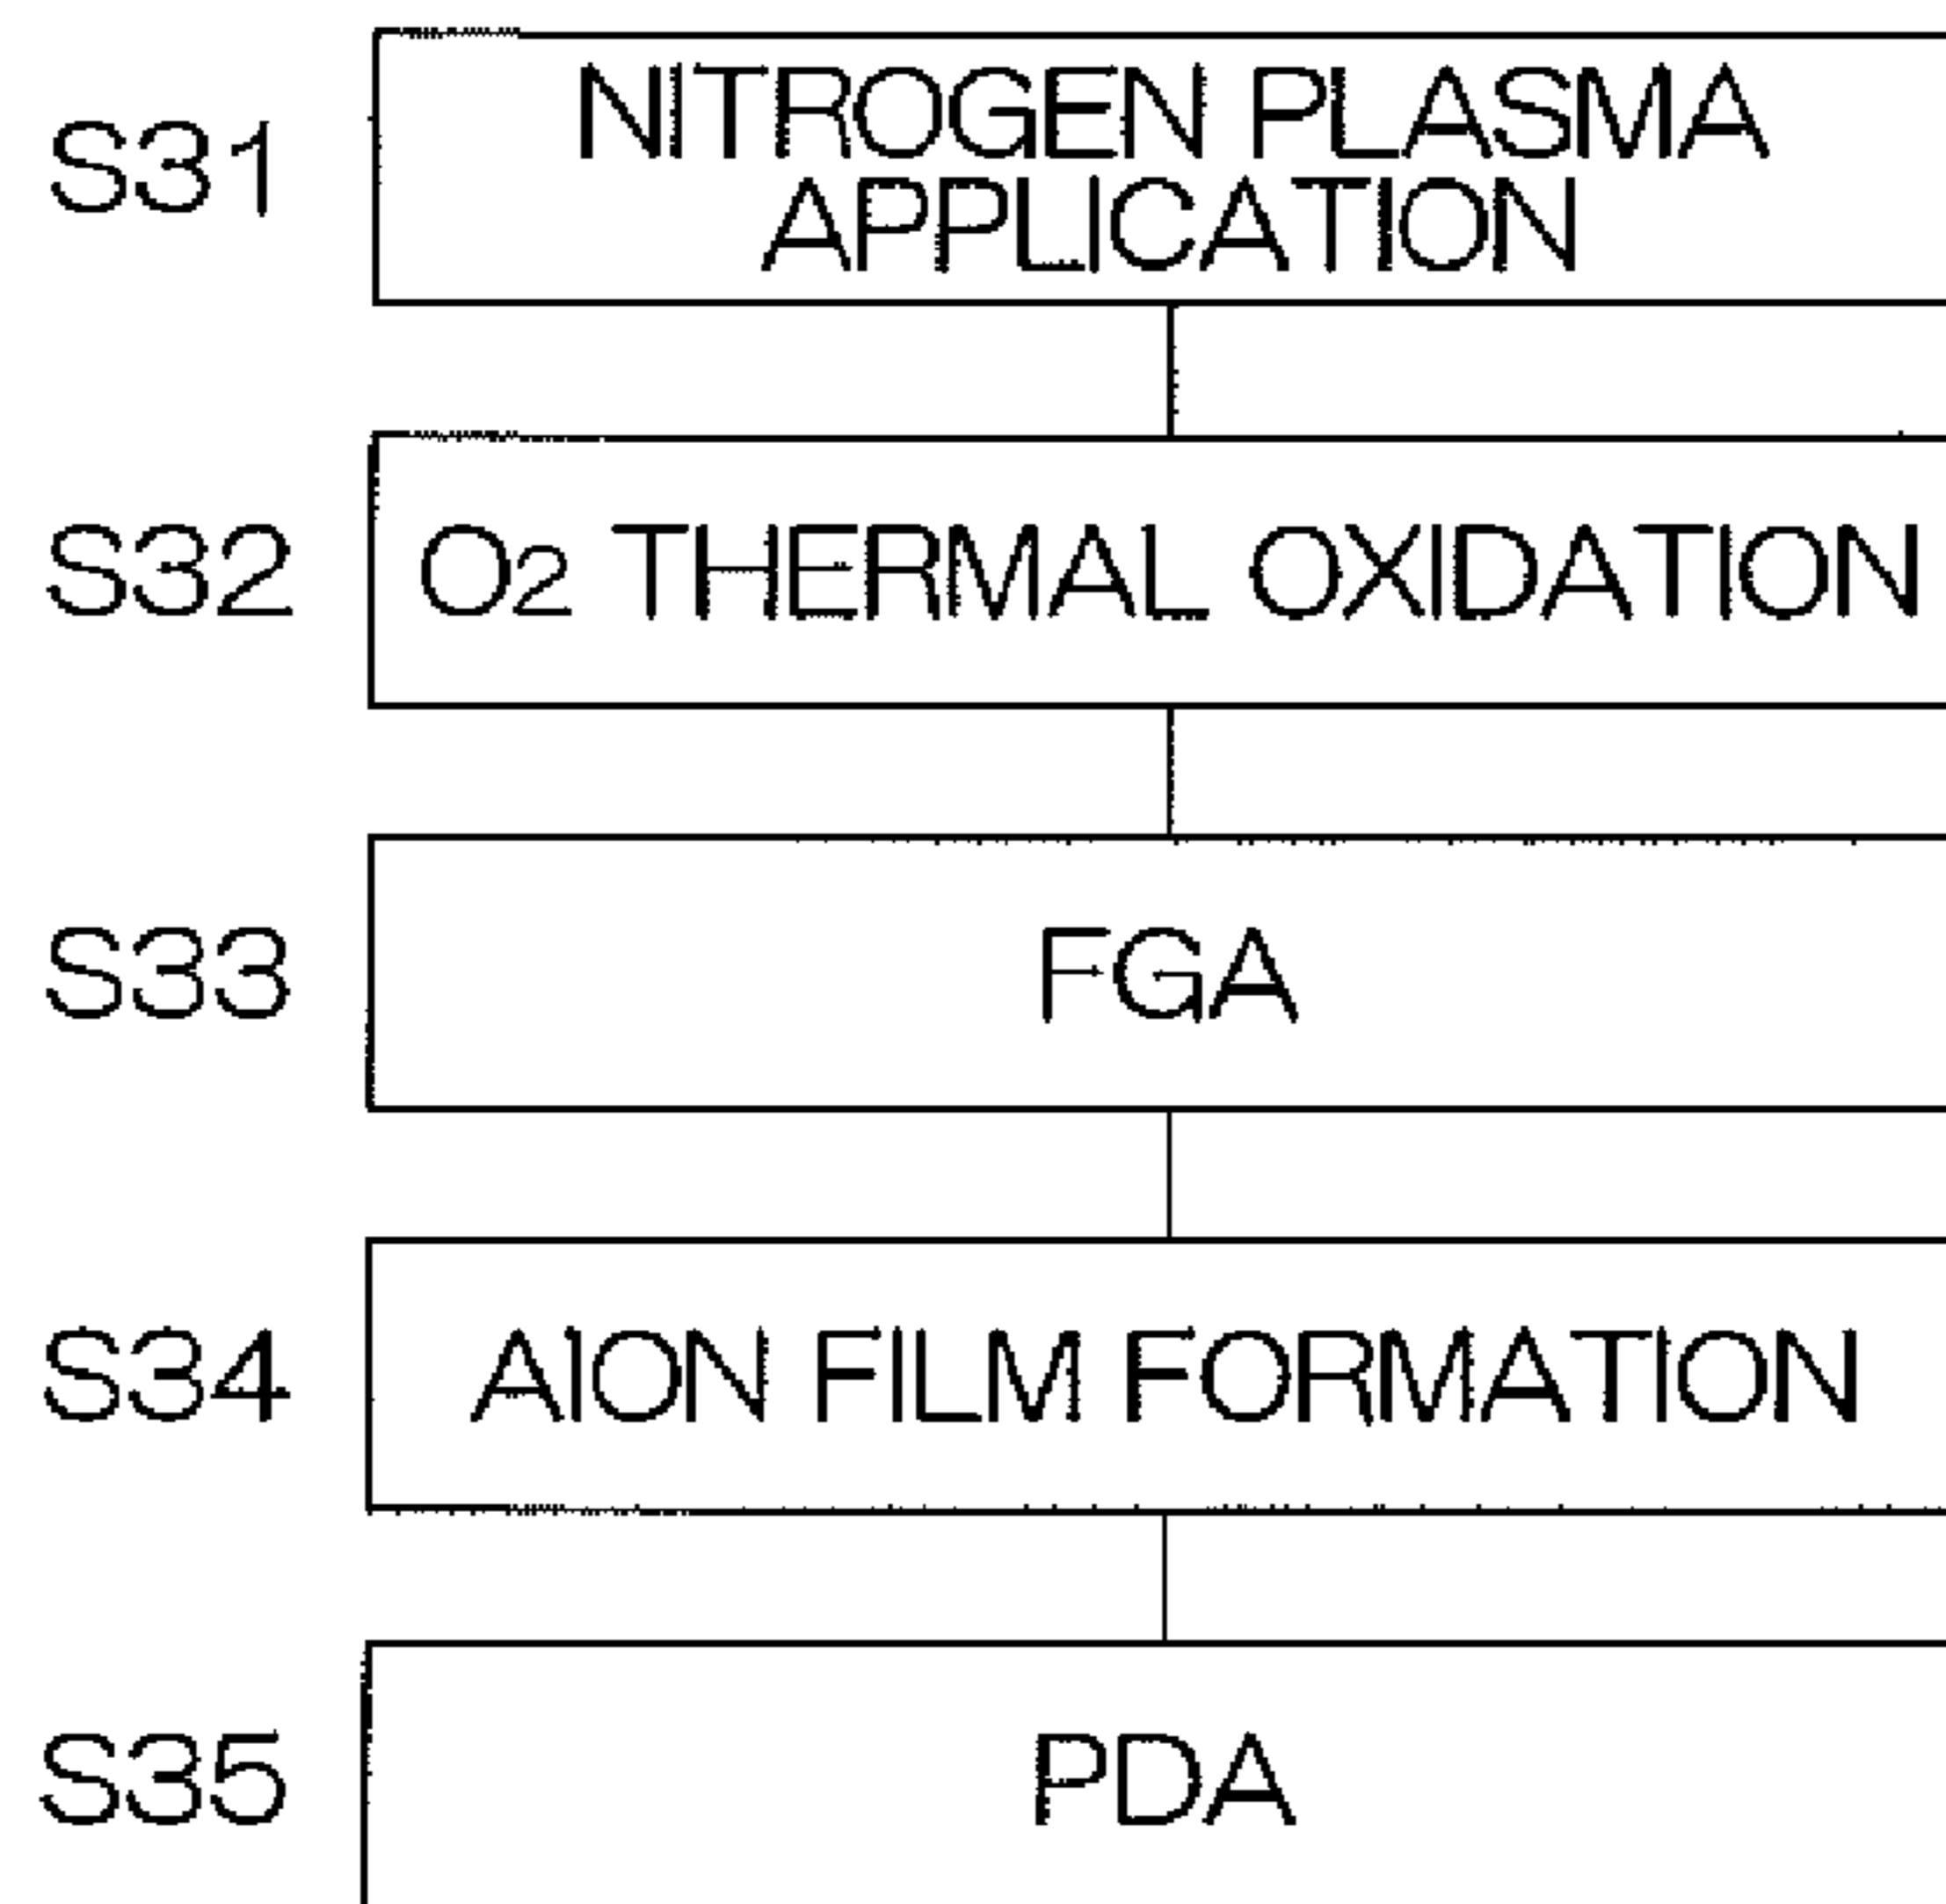 S31 NITROGEN PLASMA
APPLICATION
S32 O2 THERMAL OXIDATION
S33 FGA
S34 AlON FILM FORMATION
S35 PDA